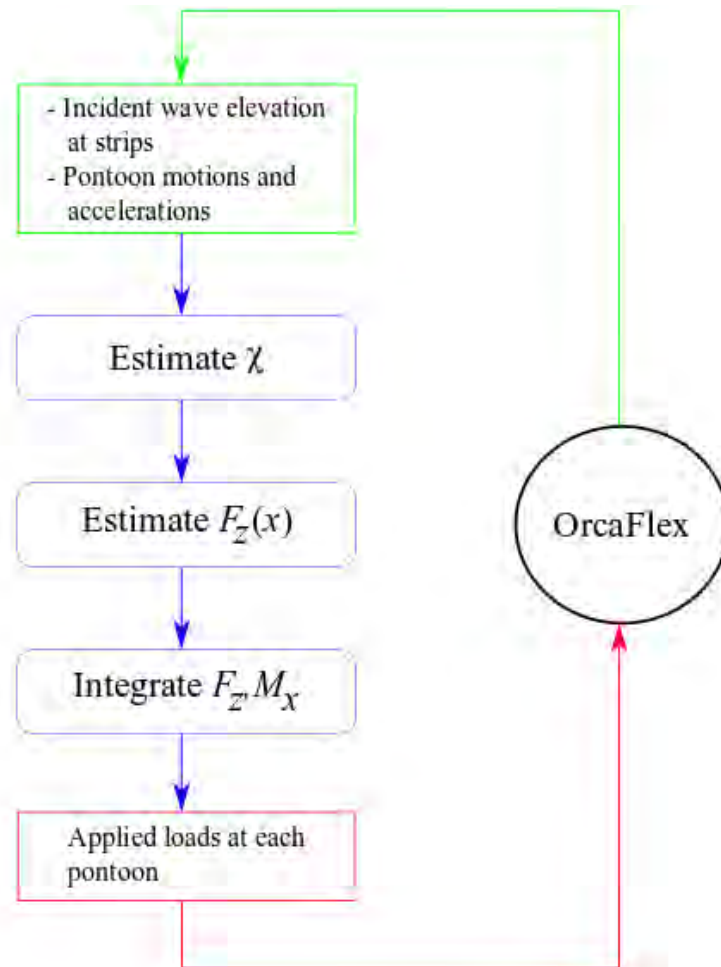 - Incident wave elevation
at strips
- Pontoon motions and
accelerations
Estimate χ
Estimate F_z(x)
OrcaFlex
Integrate F_z, M_x
Applied loads at each
pontoon